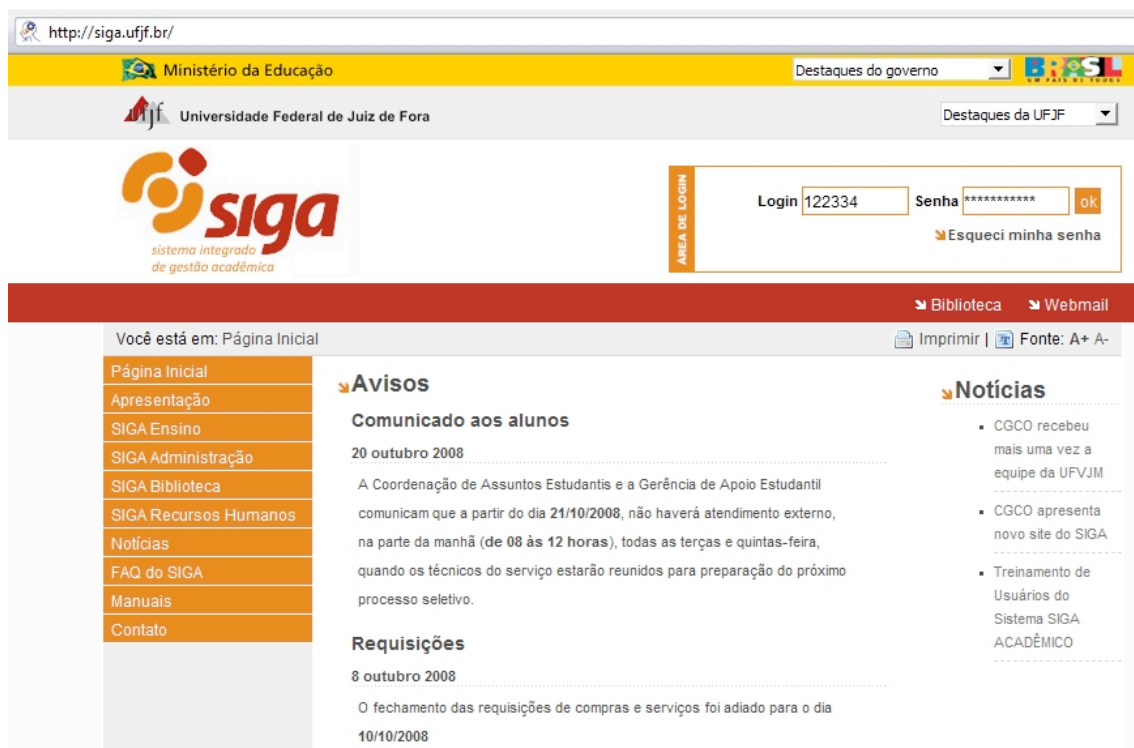 http://siga.ufjf.br/
Ministério da Educação
Destaques do governo
BRASIL
UM PAÍS DE TODOS
ufjf
Universidade Federal de Juiz de Fora
Destaques da UFJF
siga
sistema integrado
de gestão acadêmica
ÁREA DE LOGIN
Login 122334 Senha *********** ok
Esqueci minha senha
Biblioteca Webmail
Você está em: Página Inicial
Imprimir | Fonte: A+ A-
Página Inicial
Apresentação
SIGA Ensino
SIGA Administração
SIGA Biblioteca
SIGA Recursos Humanos
Notícias
FAQ do SIGA
Manuais
Contato
Avisos
Comunicado aos alunos
20 outubro 2008
A Coordenação de Assuntos Estudantis e a Gerência de Apoio Estudantil
comunicam que a partir do dia 21/10/2008, não haverá atendimento externo,
na parte da manhã (de 08 às 12 horas), todas as terças e quintas-feira,
quando os técnicos do serviço estarão reunidos para preparação do próximo
processo seletivo.
Requisições
8 outubro 2008
O fechamento das requisições de compras e serviços foi adiado para o dia
10/10/2008
Notícias
CGCO recebeu
mais uma vez a
equipe da UFVJM
CGCO apresenta
novo site do SIGA
Treinamento de
Usuários do
Sistema SIGA
ACADÊMICO